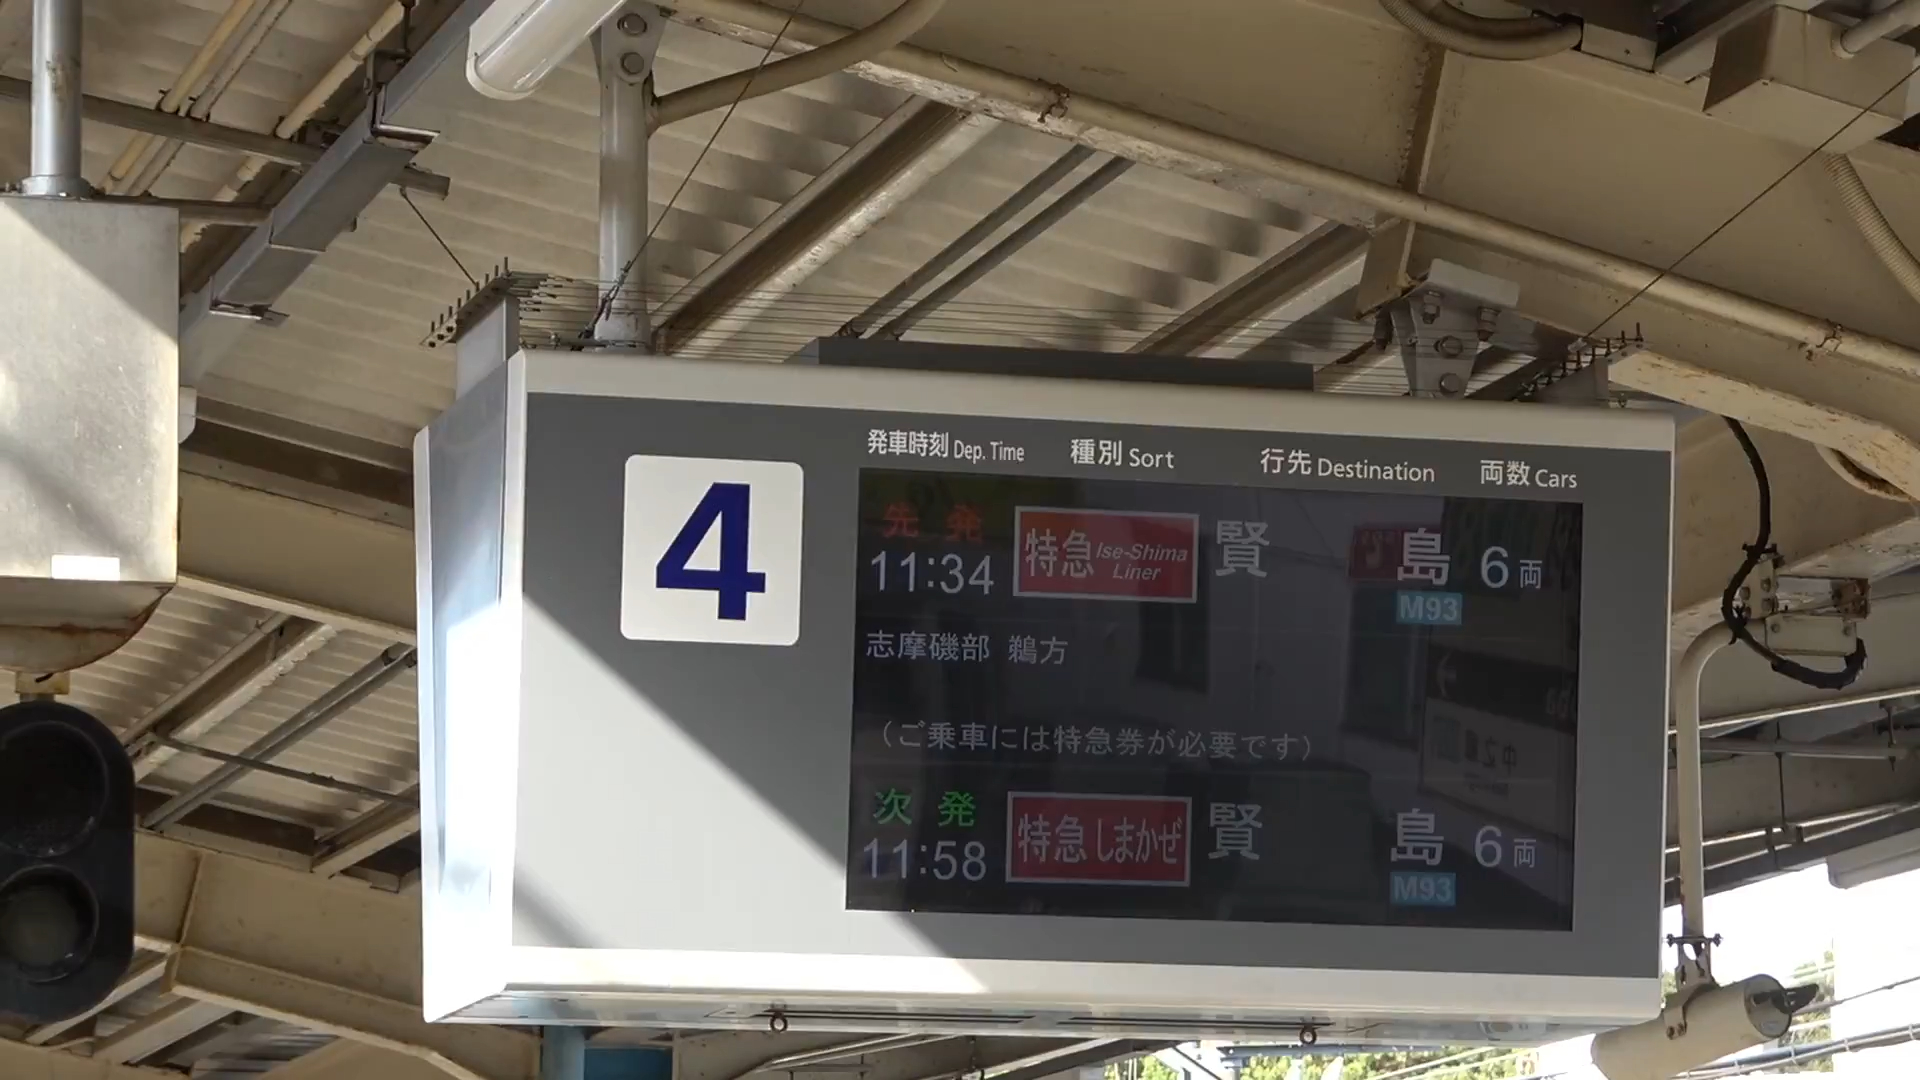 4
発車時刻 Dep. Time 種別 Sort 行先 Destination 両数 Cars
先発
11:34 特急 Ise-Shima Liner 賢島 6両
M93
志摩磯部 鵜方
（ご乗車には特急券が必要です）
次発
11:58 特急 しまかぜ 賢島 6両
M93